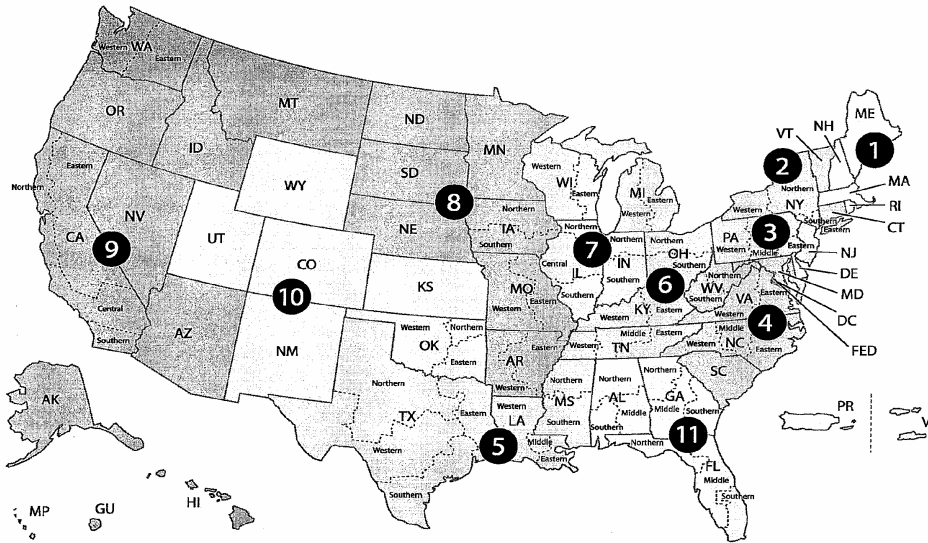 WA
Western
Eastern
OR
ID
MT
ND
MN
SD
WY
NE
8
Northern
IA
Southern
Western
WI
Eastern
MI
Eastern
Western
Northern
Eastern
CA
Central
Southern
NV
9
UT
CO
10
KS
MO
Western
Eastern
7
Northern
Central
IL
Southern
Northern
IN
Southern
Northern
OH
Southern
6
KY
Western
Eastern
Northern
WV
Southern
Eastern
VA
Western
4
Middle
NC
Western
Eastern
SC
Western
PA
Western
Middle
Eastern
3
2
Northern
NY
Western
Southern
Eastern
VT
NH
ME
1
MA
RI
CT
NJ
DE
MD
DC
FED
AZ
NM
Western
Northern
OK
Eastern
AR
Eastern
Western
Western
Middle
Eastern
TN
Northern
MS
Southern
Northern
AL
Middle
Southern
Northern
GA
Middle
Southern
11
Northern
FL
Middle
Southern
Northern
TX
Eastern
Western
Southern
5
Western
LA
Middle
Eastern
AK
HI
MP
GU
PR